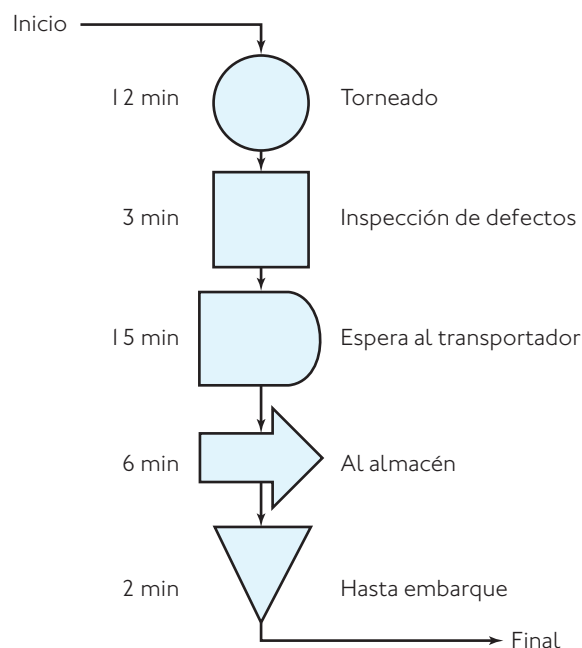 Inicio
12 min Torneado
3 min Inspección de defectos
15 min Espera al transportador
6 min Al almacén
2 min Hasta embarque
Final